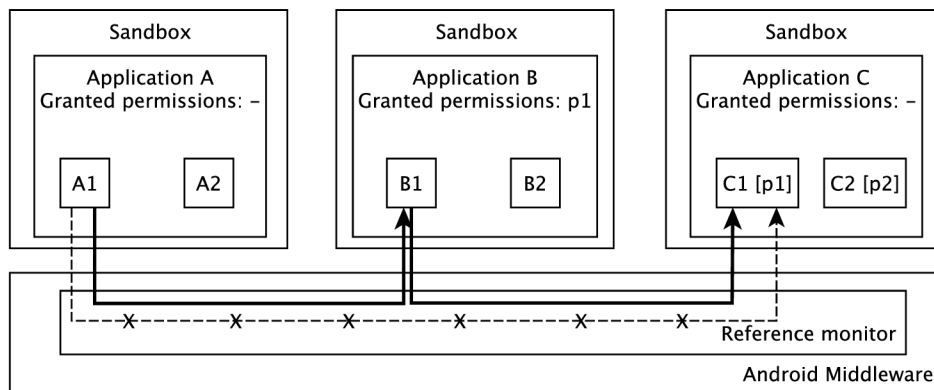 Sandbox
Application A
Granted permissions: –
A1
A2
Sandbox
Application B
Granted permissions: p1
B1
B2
Sandbox
Application C
Granted permissions: –
C1 [p1]
C2 [p2]
X X X X X X
Reference monitor
Android Middleware